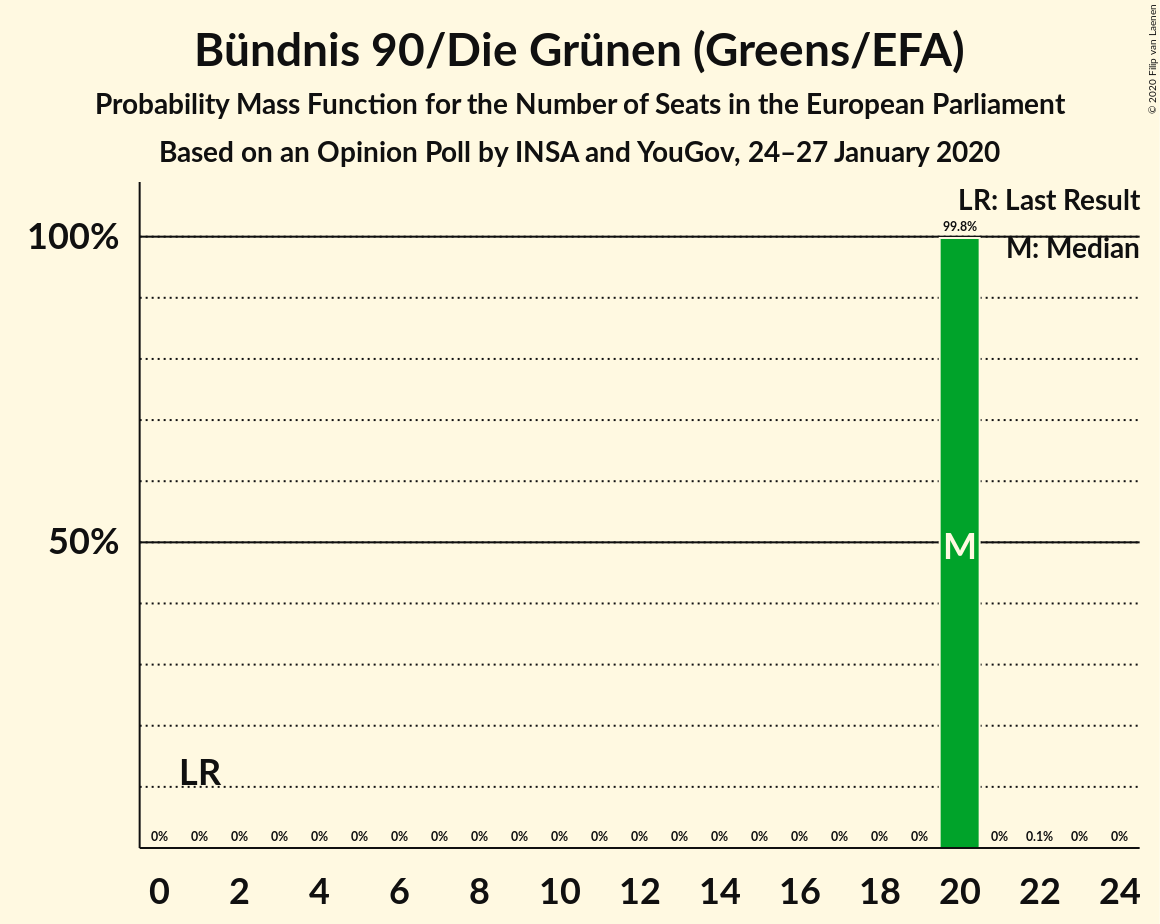 Bündnis 90/Die Grünen (Greens/EFA)
Probability Mass Function for the Number of Seats in the European Parliament
Based on an Opinion Poll by INSA and YouGov, 24–27 January 2020
© 2020 Filip van Laenen
LR: Last Result
M: Median
100%
50%
99.8%
M
LR
0% 0% 0% 0% 0% 0% 0% 0% 0% 0% 0% 0% 0% 0% 0% 0% 0% 0% 0% 0% 0% 0.1% 0% 0%
0 2 4 6 8 10 12 14 16 18 20 22 24